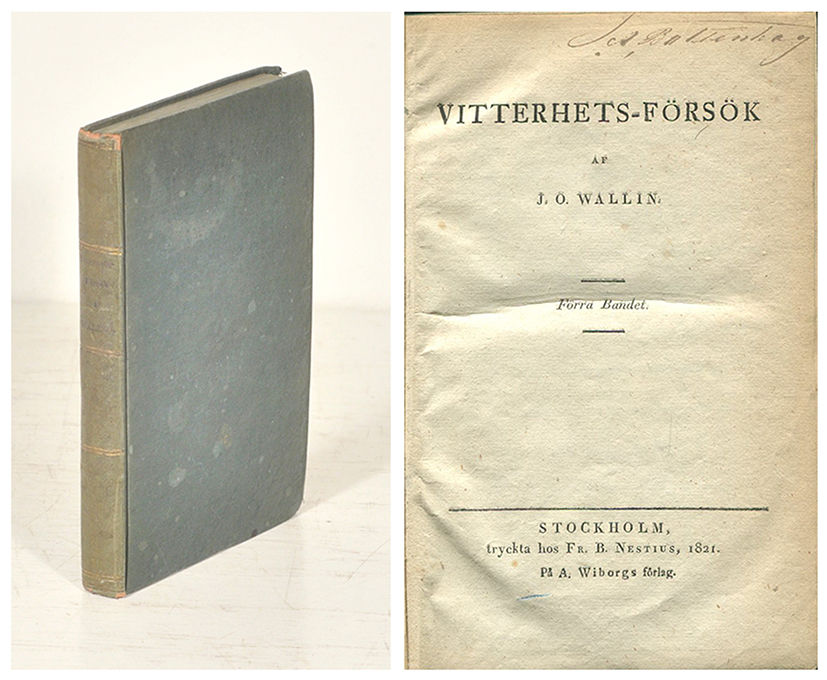 VITTERHETS-FÖRSÖK
AF
J. O. WALLIN.
Förra Bandet.
STOCKHOLM,
tryckta hos FR. B. NESTIUS, 1821.
På A. Wiborgs förlag.